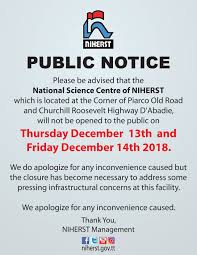 NIHERST
PUBLIC NOTICE
Please be advised that the
National Science Centre of NIHERST
which is located at the Corner of Piarco Old Road
and Churchill Roosevelt Highway D'Abadie,
will not be opened to the public on
Thursday December 13th and
Friday December 14th 2018.
We do apologize for any inconvenience caused but
the closure has become necessary to address some
pressing infrastructural concerns at this facility.
We apologize for any inconvenience caused.
Thank You,
NIHERST Management
niherst.gov.tt